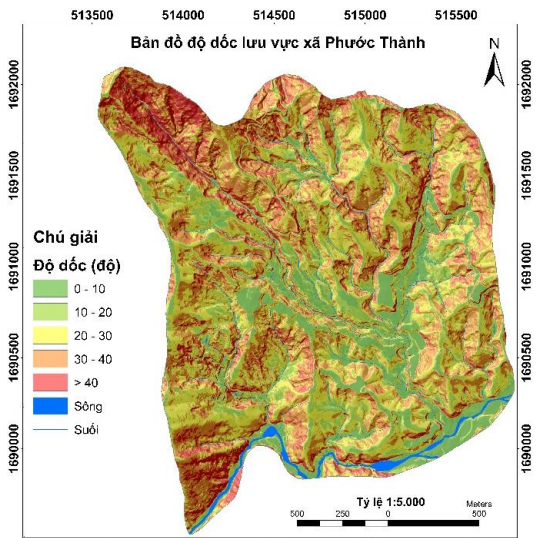 513500 514000 514500 515000 515500
Bản đồ độ dốc lưu vực xã Phước Thành
N
1692000 1692000
1691500 1691500
1691000 1691000
1690500 1690500
1690000 1690000
Chú giải
Độ dốc (độ)
0 - 10
10 - 20
20 - 30
30 - 40
> 40
Sông
Suối
Tỷ lệ 1:5.000
Meters
500 250 0 500